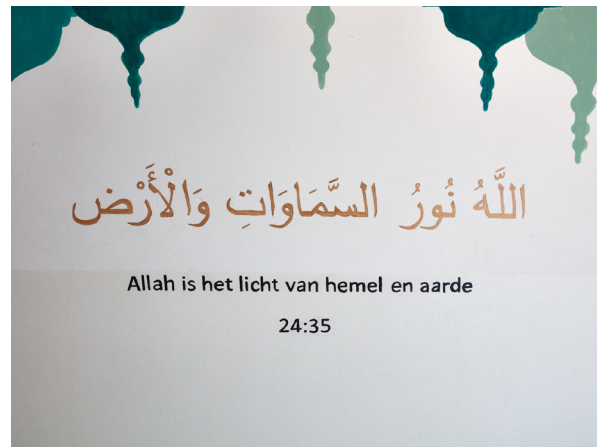 اللَّهُ نُورُ السَّمَاوَاتِ وَالْأَرْض
Allah is het licht van hemel en aarde
24:35